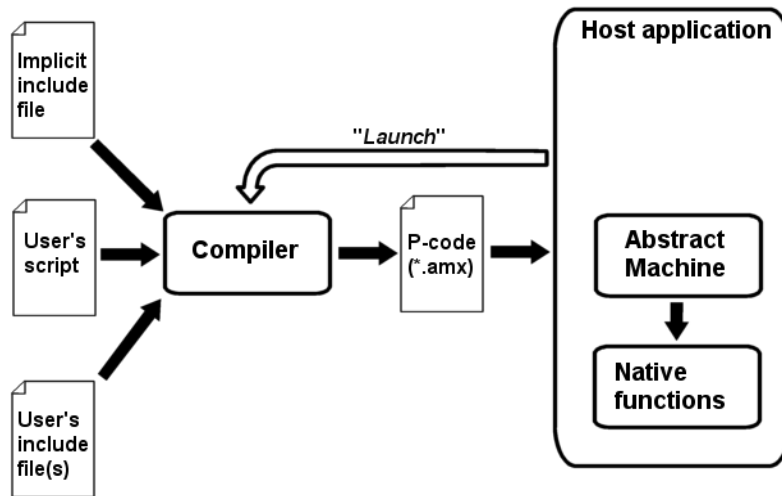 Implicit
include
file
Host application
"Launch"
User's
script
Compiler
P-code
(*.amx)
Abstract
Machine
Native
functions
User's
include
file(s)